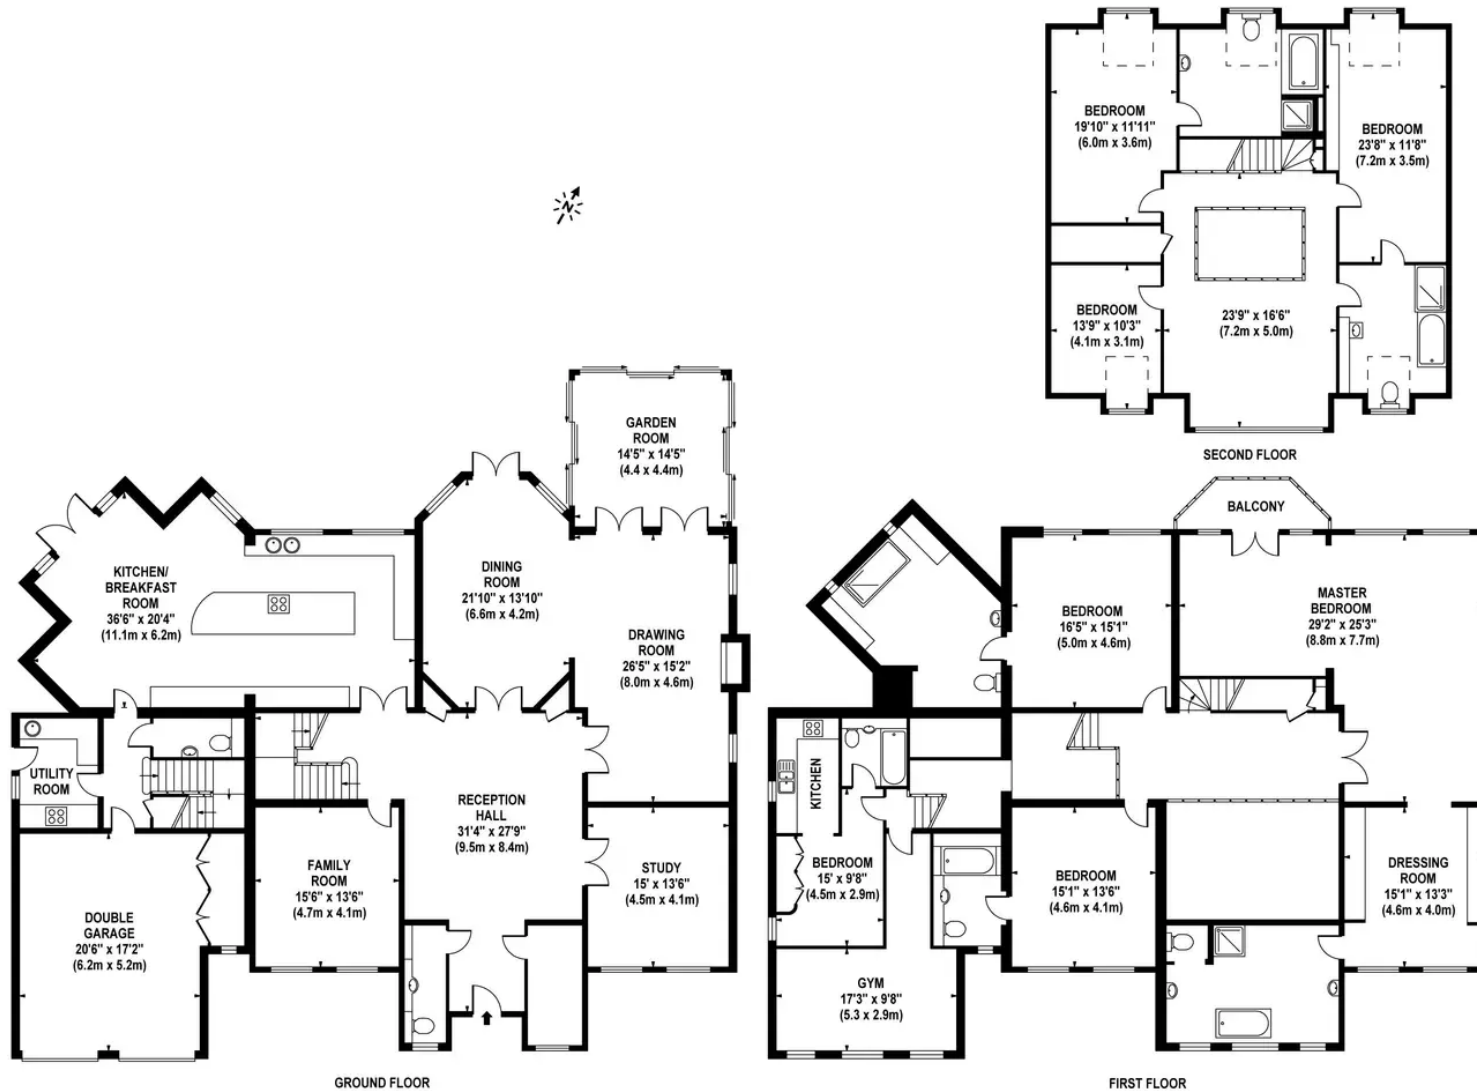 BEDROOM
19'10" x 11'11"
(6.0m x 3.6m)
BEDROOM
23'8" x 11'8"
(7.2m x 3.5m)
BEDROOM
13'9" x 10'3"
(4.1m x 3.1m)
23'9" x 16'6"
(7.2m x 5.0m)
SECOND FLOOR
N
GARDEN
ROOM
14'5" x 14'5"
(4.4 x 4.4m)
KITCHEN/
BREAKFAST
ROOM
36'6" x 20'4"
(11.1m x 6.2m)
DINING
ROOM
21'10" x 13'10"
(6.6m x 4.2m)
DRAWING
ROOM
26'5" x 15'2"
(8.0m x 4.6m)
UTILITY
ROOM
RECEPTION
HALL
31'4" x 27'9"
(9.5m x 8.4m)
FAMILY
ROOM
15'6" x 13'6"
(4.7m x 4.1m)
STUDY
15' x 13'6"
(4.5m x 4.1m)
DOUBLE
GARAGE
20'6" x 17'2"
(6.2m x 5.2m)
GROUND FLOOR
BALCONY
BEDROOM
16'5" x 15'1"
(5.0m x 4.6m)
MASTER
BEDROOM
29'2" x 25'3"
(8.8m x 7.7m)
KITCHEN
BEDROOM
15' x 9'8"
(4.5m x 2.9m)
BEDROOM
15'1" x 13'6"
(4.6m x 4.1m)
DRESSING
ROOM
15'1" x 13'3"
(4.6m x 4.0m)
GYM
17'3" x 9'8"
(5.3 x 2.9m)
FIRST FLOOR